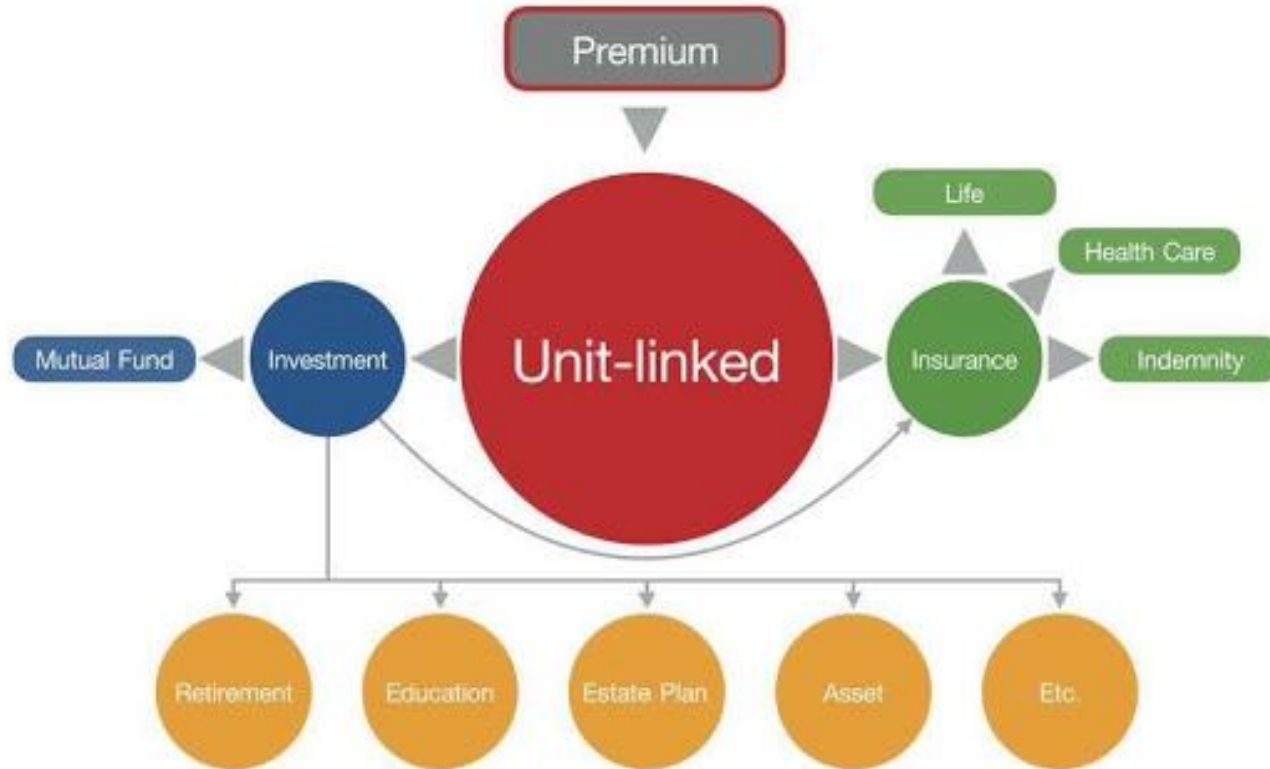 Premium
Life
Health Care
Mutual Fund
Investment
Unit-linked
Insurance
Indemnity
Retirement
Education
Estate Plan
Asset
Etc.